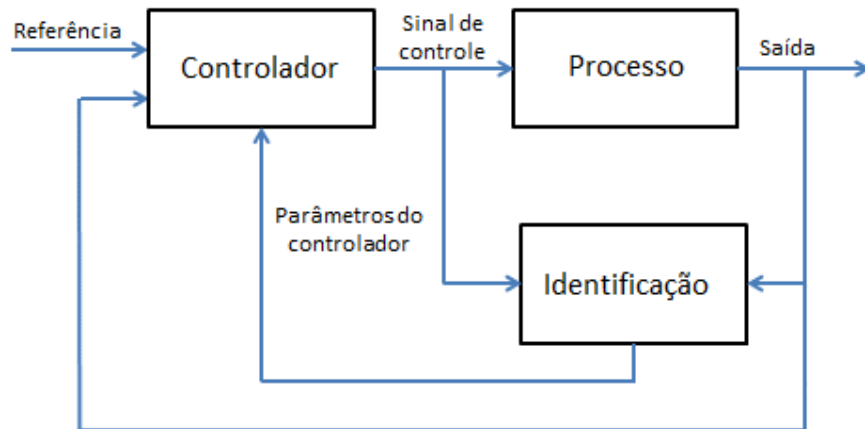 Referência
Controlador
Sinal de
controle
Processo
Saída
Parâmetros do
controlador
Identificação